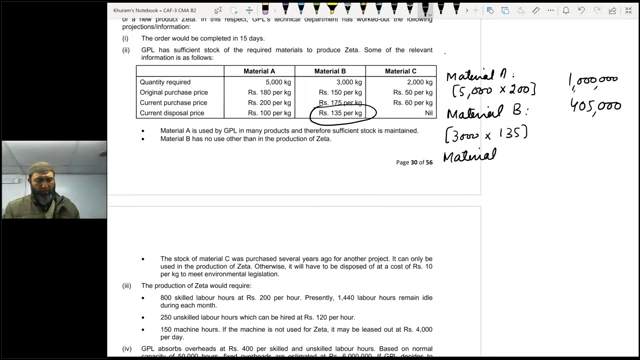 Khuram's Notebook » CAF-3 CMA B2
of a new product Zeta. In this respect, GPL's technical department has worked out the following
projections/information:
(i) The order would be completed in 15 days.
(ii) GPL has sufficient stock of the required materials to produce Zeta. Some of the relevant
information is as follows:
Material A Material B Material C
Quantity required 5,000 kg 3,000 kg 2,000 kg
Original purchase price Rs. 180 per kg Rs. 150 per kg Rs. 50 per kg
Current purchase price Rs. 200 per kg Rs. 175 per kg Rs. 60 per kg
Current disposal price Rs. 100 per kg Rs. 135 per kg Nil
• Material A is used by GPL in many products and therefore sufficient stock is maintained.
• Material B has no use other than in the production of Zeta.
Page 30 of 56
Material A :
[5,000 × 200] 1,000,000
Material B : 405,000
[3000 × 135]
Material
• The stock of material C was purchased several years ago for another project. It can only be
used in the production of Zeta. Otherwise, it will have to be disposed of at a cost of Rs. 10
per kg to meet environmental legislation.
(iii) The production of Zeta would require:
• 800 skilled labour hours at Rs. 200 per hour. Presently, 1,440 labour hours remain idle
during each month.
• 250 unskilled labour hours which can be hired at Rs. 120 per hour.
• 150 machine hours. If the machine is not used for Zeta, it may be leased out at Rs. 4,000
per day.
(iv) GPL absorbs overheads at Rs. 400 per skilled and unskilled labour hours. Based on normal
capacity of 50,000 hours, fixed overheads are estimated at Rs. 6,000,000. If GPL decides to